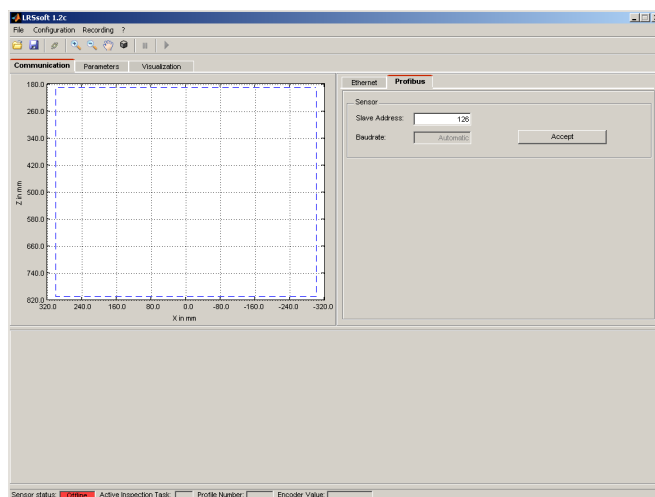 LRSsoft 1.2c
File Configuration Recording ?
Communication Parameters Visualization
Ethernet Profibus
Sensor
Slave Address: 126
Baudrate: Automatic Accept
180.0
260.0
340.0
420.0
500.0
580.0
660.0
740.0
820.0
Z in mm
320.0 240.0 160.0 80.0 0.0 -80.0 -160.0 -240.0 -320.0
X in mm
Sensor status: Offline Active Inspection Task: Profile Number: Encoder Value: